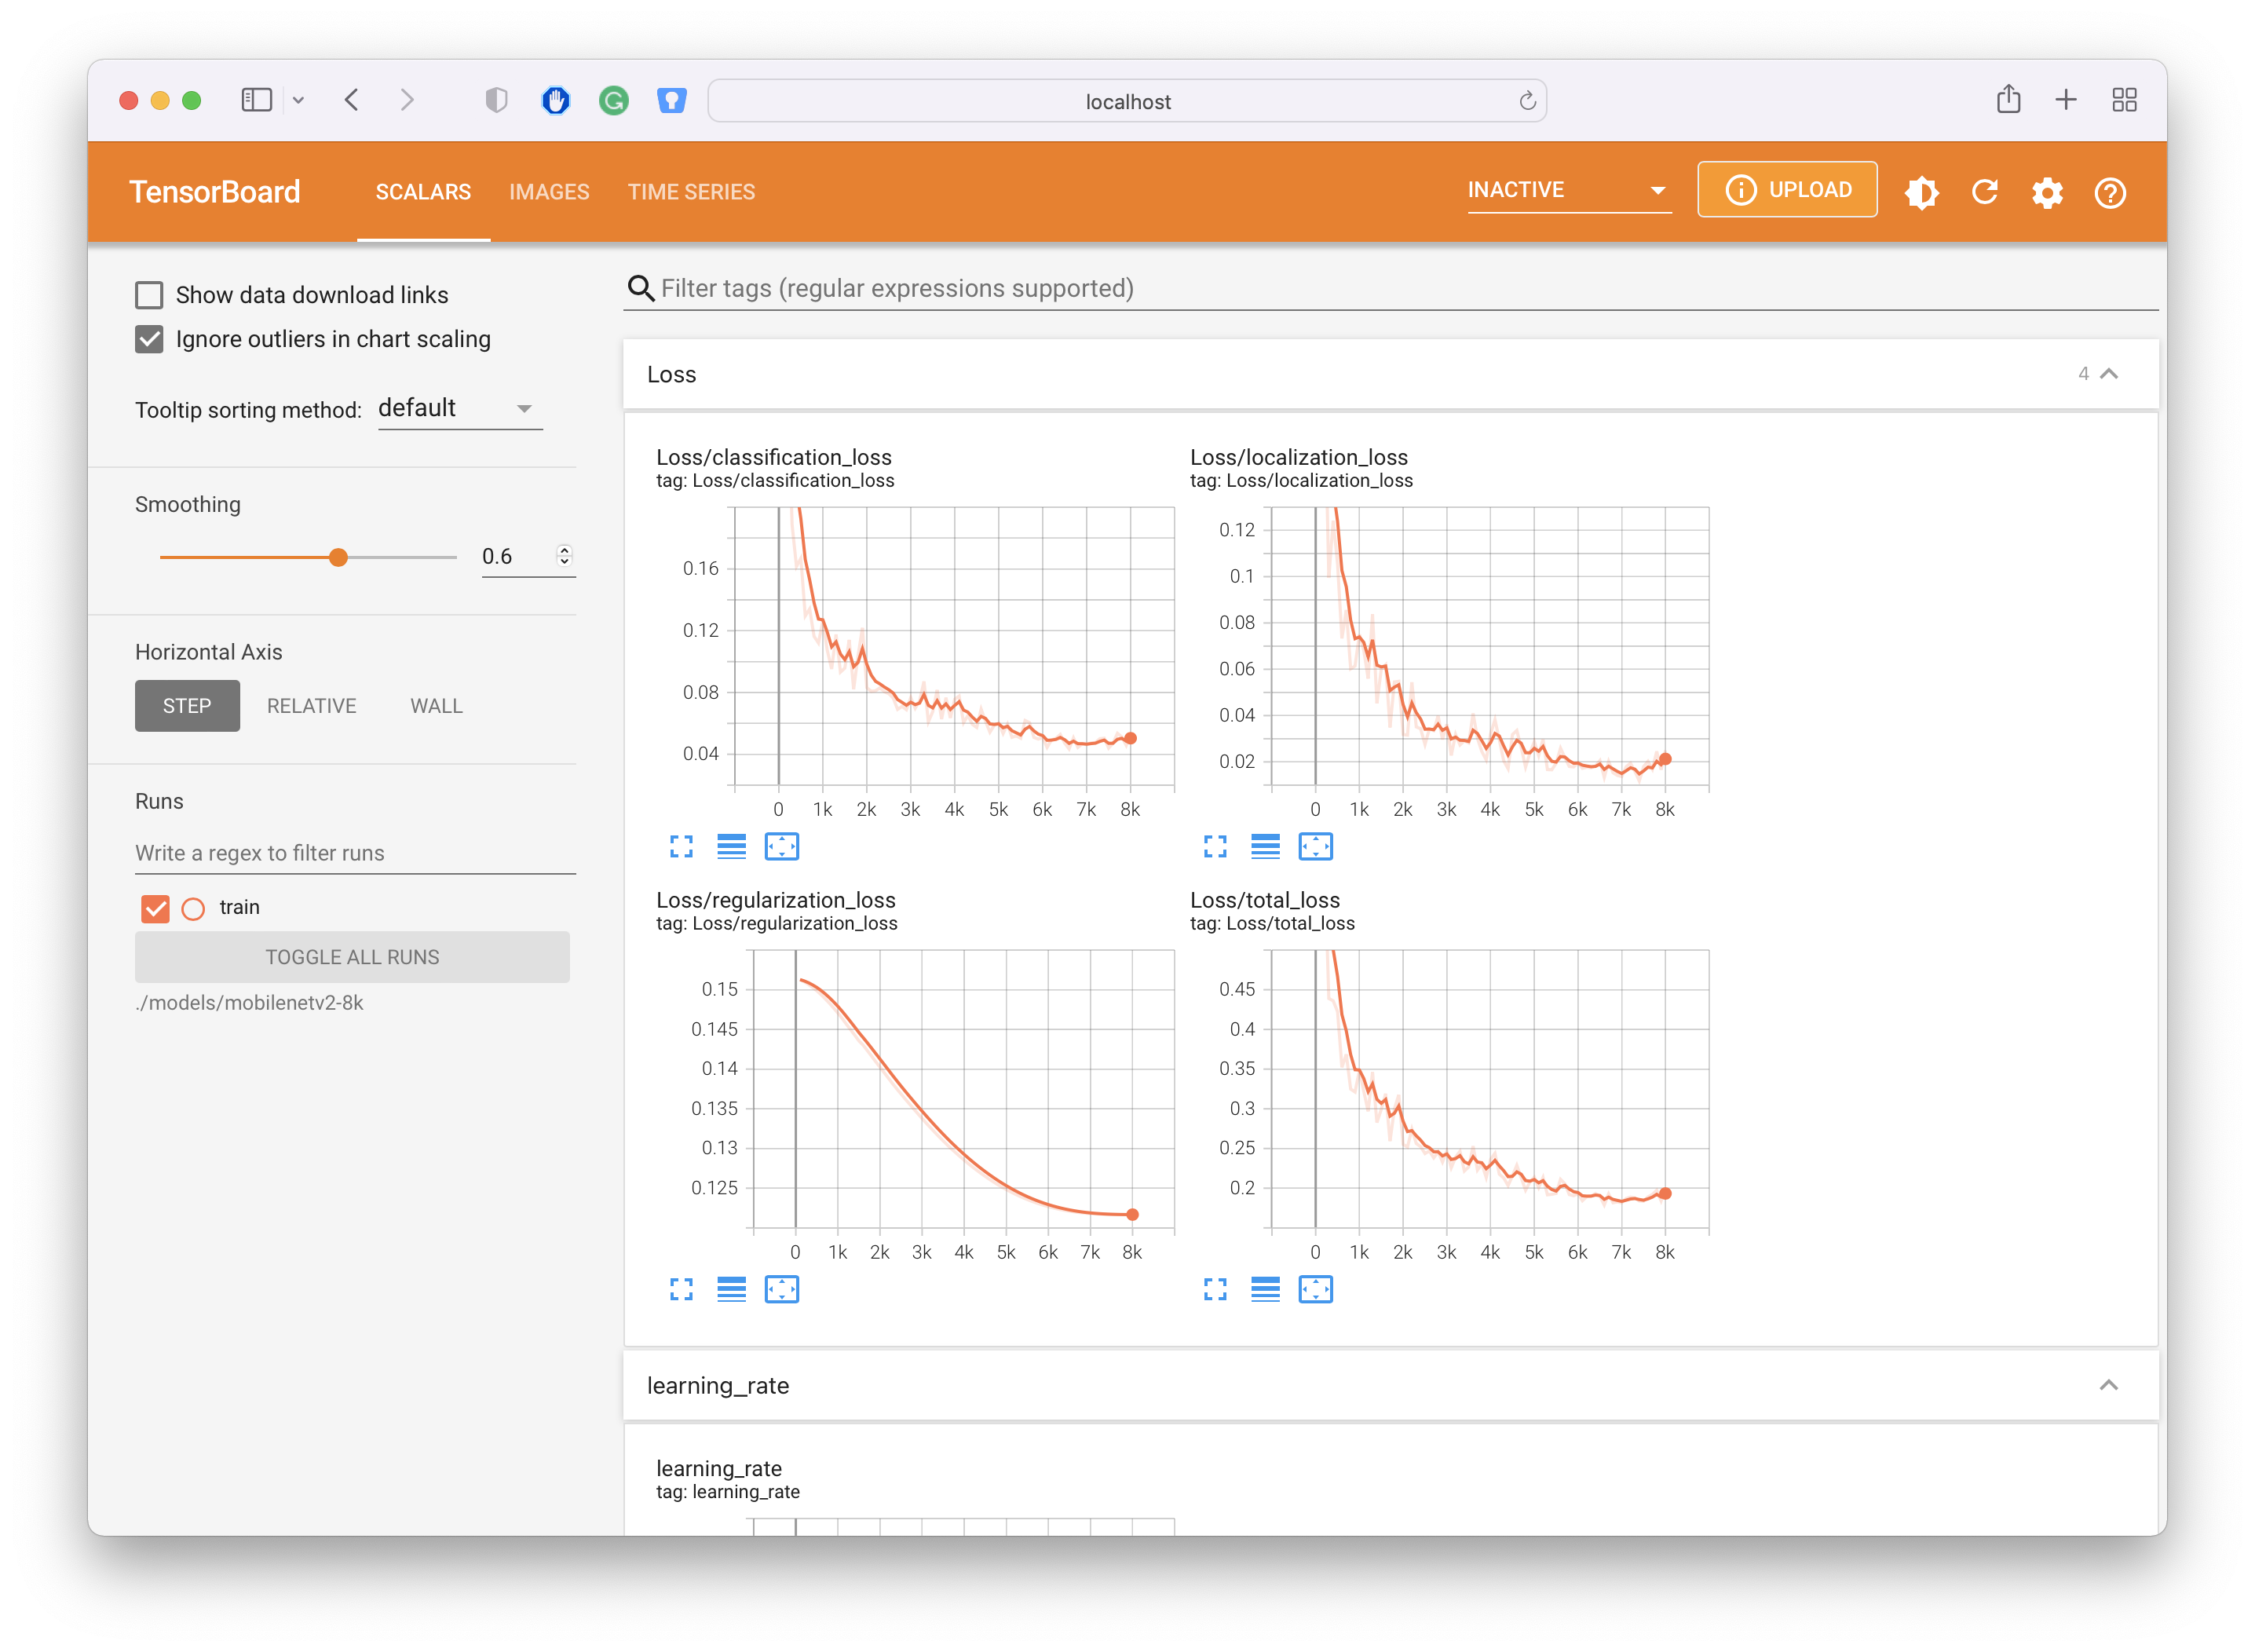 localhost
TensorBoard
SCALARS
IMAGES
TIME SERIES
INACTIVE
UPLOAD
Show data download links
Ignore outliers in chart scaling
Tooltip sorting method: default
Smoothing
0.6
Horizontal Axis
STEP
RELATIVE
WALL
Runs
Write a regex to filter runs
train
TOGGLE ALL RUNS
./models/mobilenetv2-8k
Filter tags (regular expressions supported)
Loss
4
Loss/classification_loss
tag: Loss/classification_loss
0.16
0.12
0.08
0.04
0 1k 2k 3k 4k 5k 6k 7k 8k
Loss/localization_loss
tag: Loss/localization_loss
0.12
0.1
0.08
0.06
0.04
0.02
0 1k 2k 3k 4k 5k 6k 7k 8k
Loss/regularization_loss
tag: Loss/regularization_loss
0.15
0.145
0.14
0.135
0.13
0.125
0 1k 2k 3k 4k 5k 6k 7k 8k
Loss/total_loss
tag: Loss/total_loss
0.45
0.4
0.35
0.3
0.25
0.2
0 1k 2k 3k 4k 5k 6k 7k 8k
learning_rate
learning_rate
tag: learning_rate